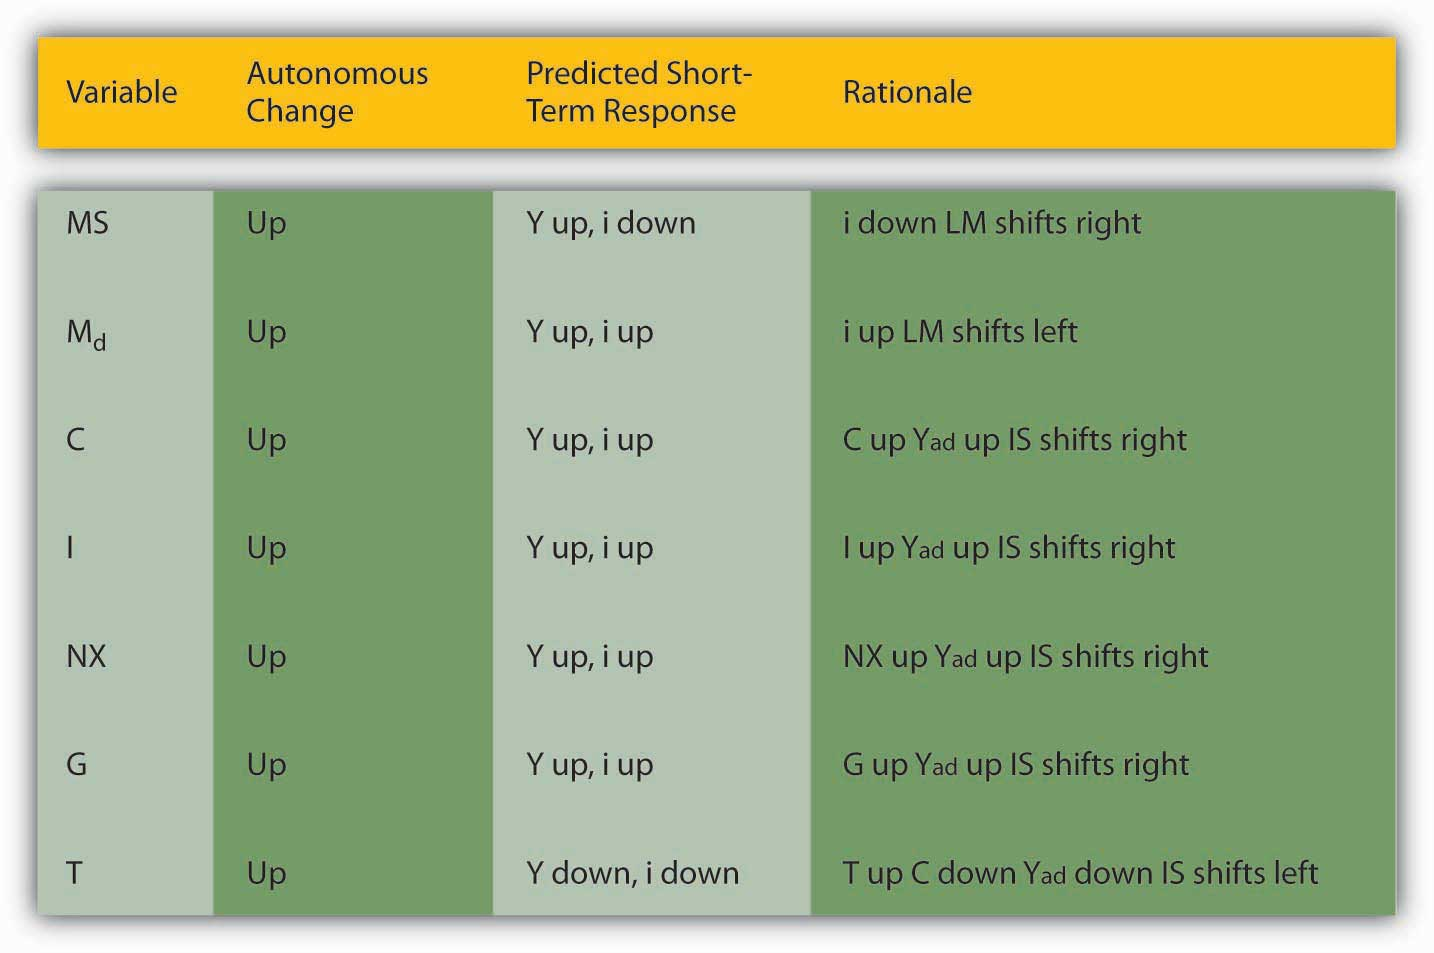 Variable Autonomous Change Predicted Short-Term Response Rationale
MS Up Y up, i down i down LM shifts right
Md Up Y up, i up i up LM shifts left
C Up Y up, i up C up Yad up IS shifts right
I Up Y up, i up I up Yad up IS shifts right
NX Up Y up, i up NX up Yad up IS shifts right
G Up Y up, i up G up Yad up IS shifts right
T Up Y down, i down T up C down Yad down IS shifts left